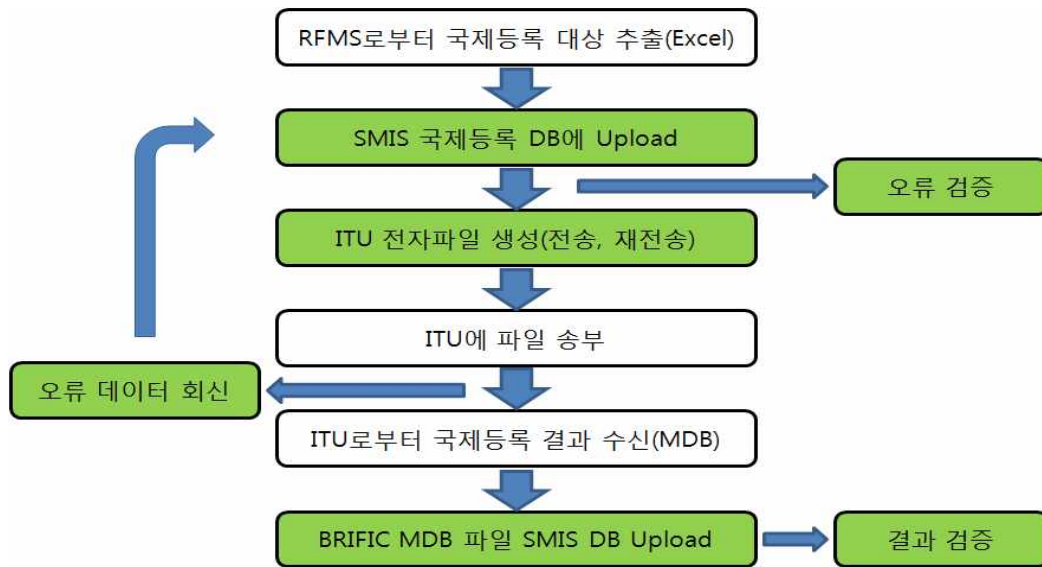 RFMS로부터 국제등록 대상 추출(Excel)
SMIS 국제등록 DB에 Upload
오류 검증
ITU 전자파일 생성(전송, 재전송)
ITU에 파일 송부
오류 데이터 회신
ITU로부터 국제등록 결과 수신(MDB)
BRIFIC MDB 파일 SMIS DB Upload
결과 검증